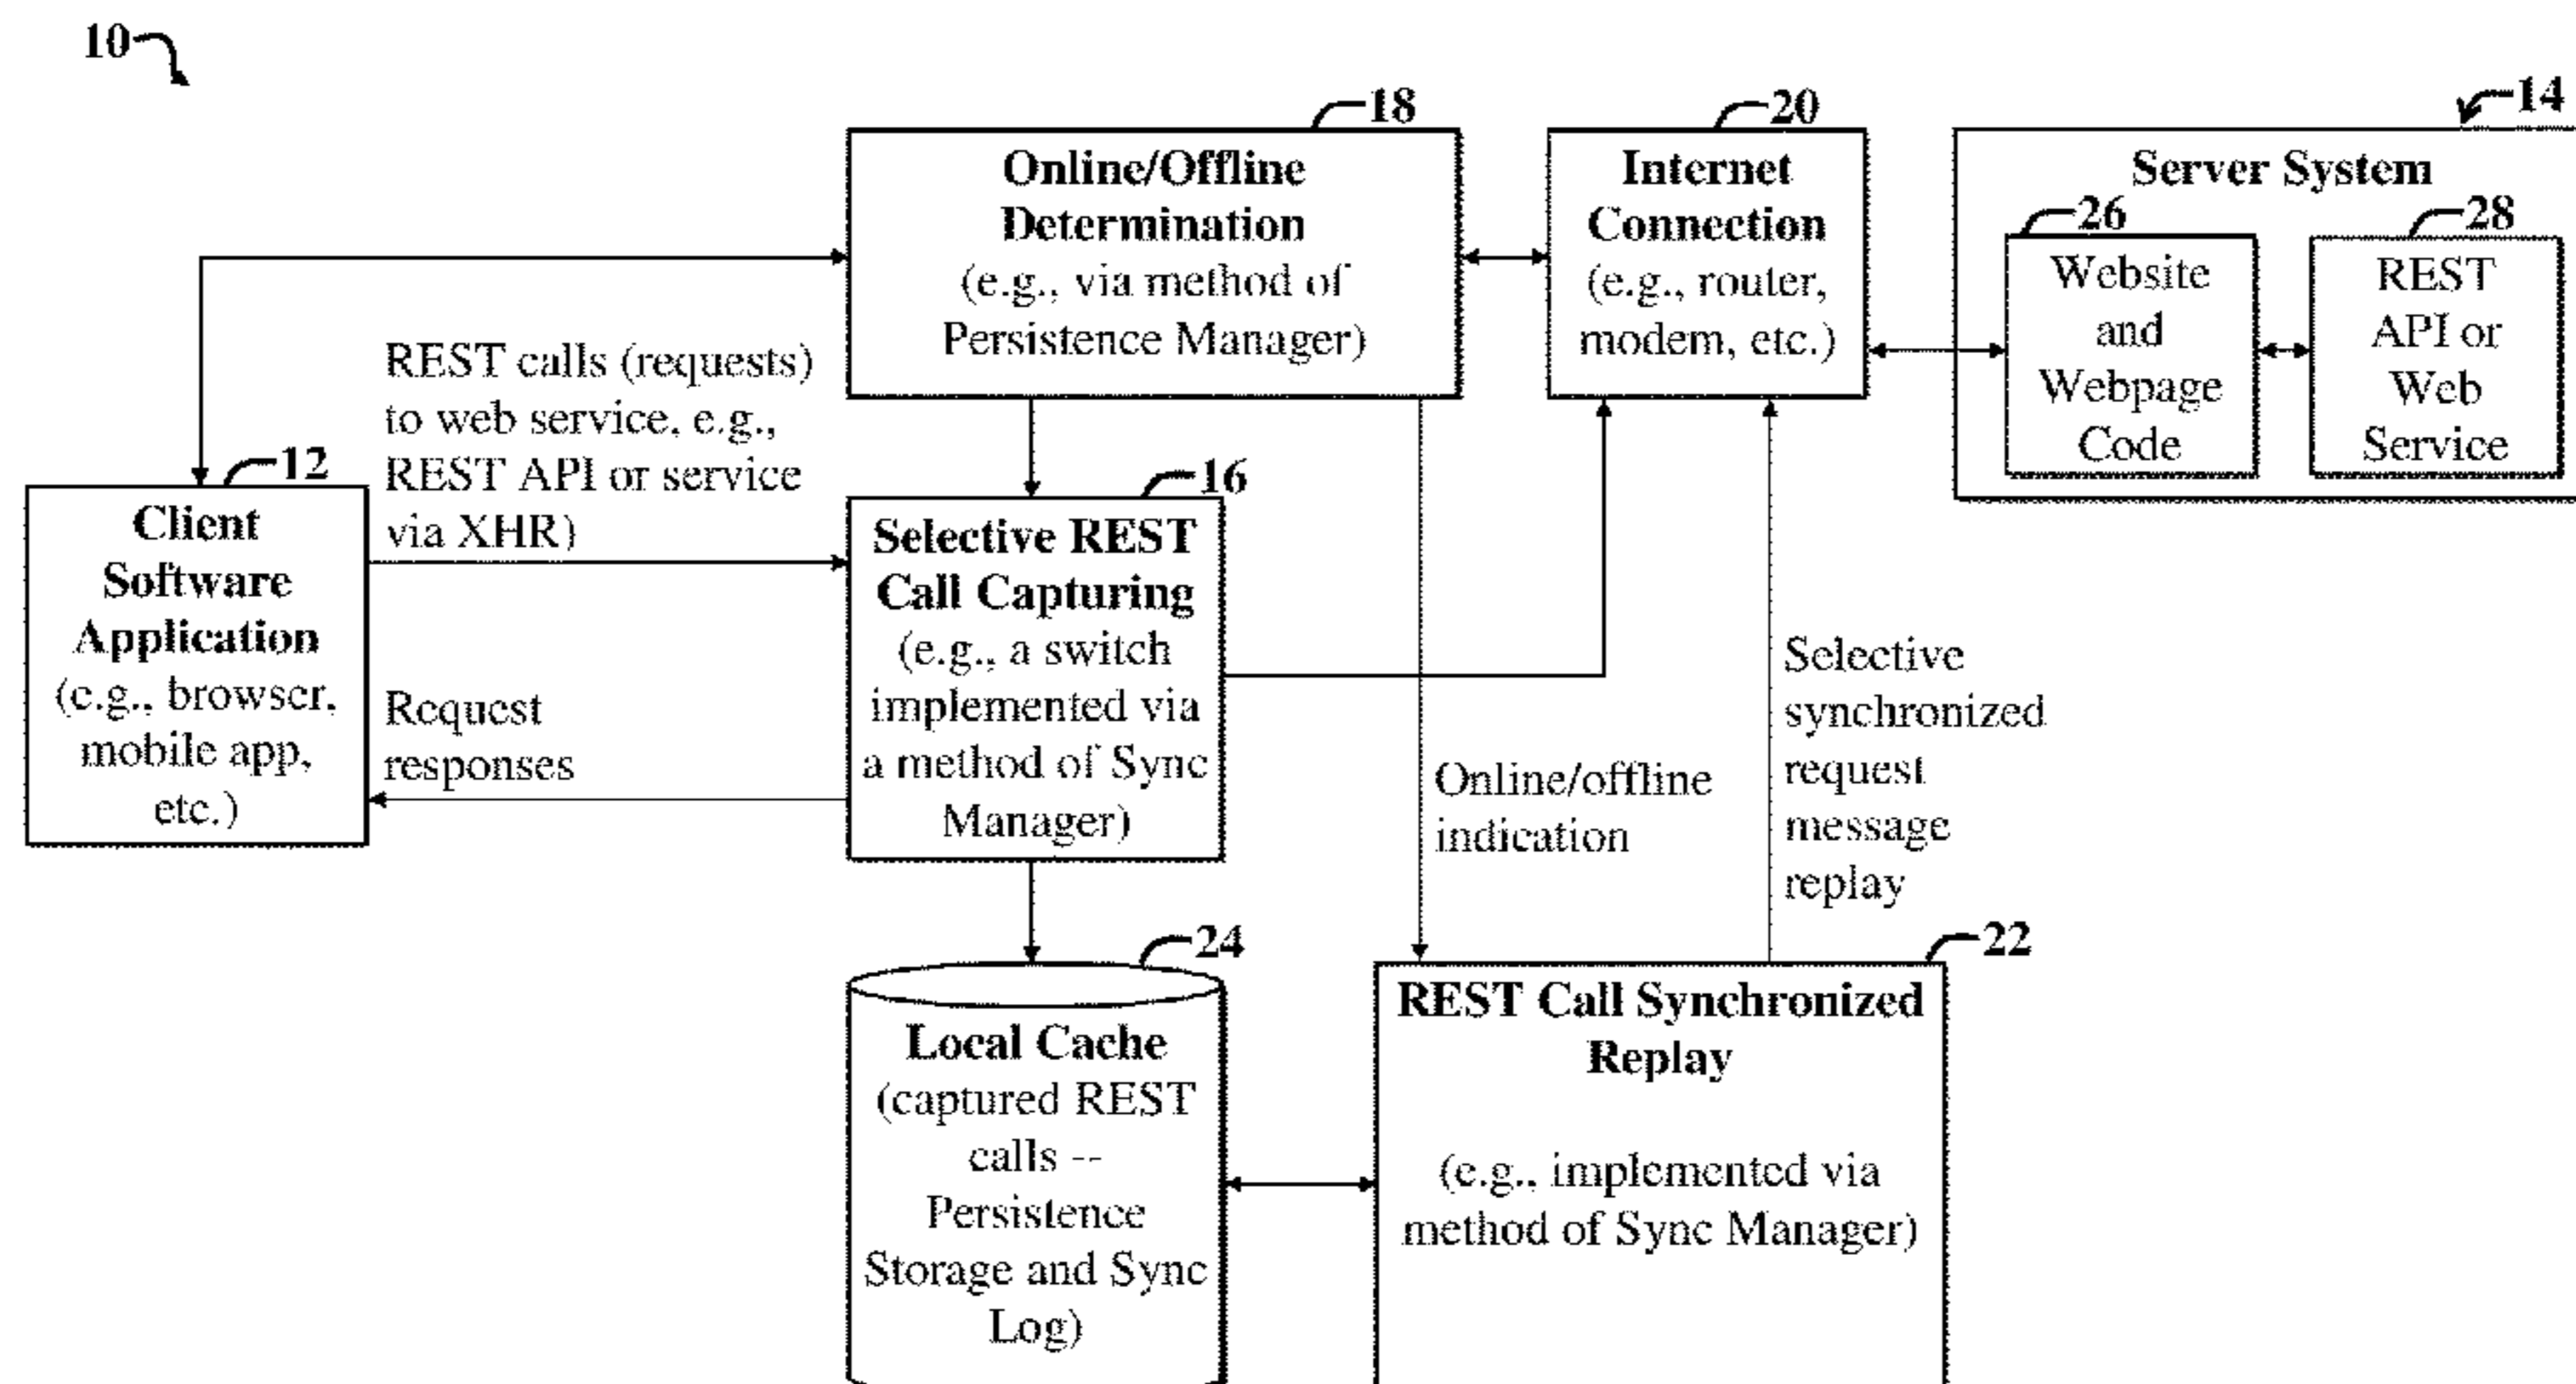 10
18
Online/Offline
Determination
(e.g., via method of
Persistence Manager)
20
Internet
Connection
(e.g., router,
modem, etc.)
14
Server System
26
Website
and
Webpage
Code
28
REST
API or
Web
Service
REST calls (requests)
to web service, e.g.,
REST API or service
via XHR)
12
Client
Software
Application
(e.g., browser,
mobile app,
etc.)
Request
responses
16
Selective REST
Call Capturing
(e.g., a switch
implemented via
a method of Sync
Manager)
Online/offline
indication
Selective
synchronized
request
message
replay
24
Local Cache
(captured REST
calls --
Persistence
Storage and Sync
Log)
22
REST Call Synchronized
Replay
(e.g., implemented via
method of Sync Manager)